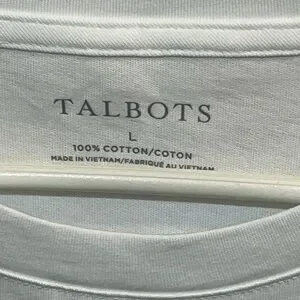 TALBOTS
L
100% COTTON/COTON
MADE IN VIETNAM/FABRIQUÉ AU VIETNAM